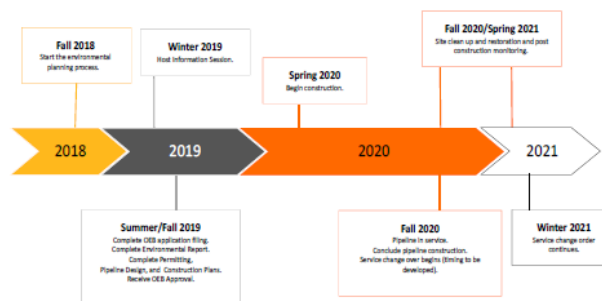 Fall 2018
Start the environmental
planning process.
Winter 2019
Host Information Session.
Spring 2020
Begin construction.
Fall 2020/Spring 2021
Site clean up and restoration and post
construction monitoring.
2018
2019
2020
2021
Summer/Fall 2019
Complete OEB application filing.
Complete Environmental Report.
Complete Permitting,
Pipeline Design, and Construction Plans.
Receive OEB Approval.
Fall 2020
Pipeline in service.
Conclude pipeline construction.
Service change over begins (timing to be
developed).
Winter 2021
Service change order
continues.